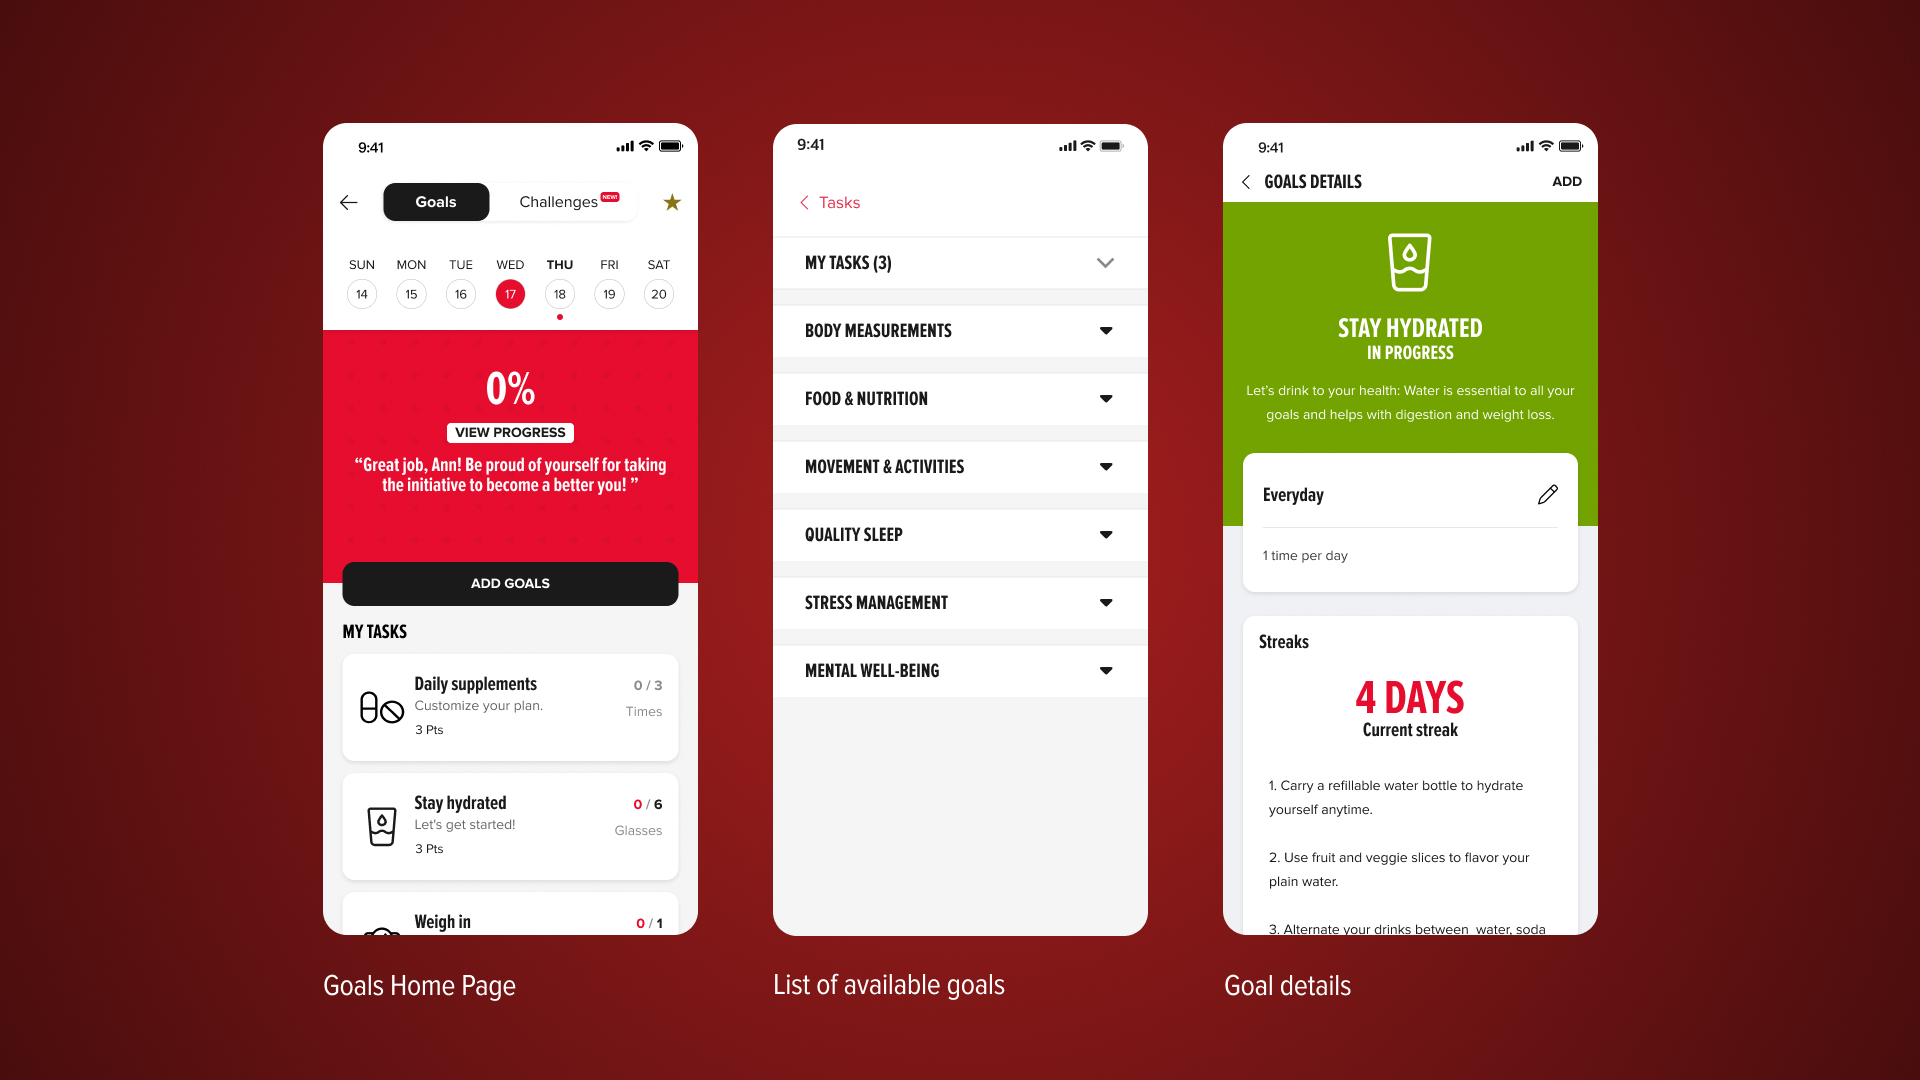 9:41
Goals
Challenges NEW!
SUN MON TUE WED THU FRI SAT
14 15 16 17 18 19 20
0%
VIEW PROGRESS
“Great job, Ann! Be proud of yourself for taking
the initiative to become a better you! ”
ADD GOALS
MY TASKS
Daily supplements
0 / 3
Customize your plan.
Times
3 Pts
Stay hydrated
0 / 6
Let's get started!
Glasses
3 Pts
Weigh in
0 / 1
Goals Home Page
9:41
Tasks
MY TASKS (3)
BODY MEASUREMENTS
FOOD & NUTRITION
MOVEMENT & ACTIVITIES
QUALITY SLEEP
STRESS MANAGEMENT
MENTAL WELL-BEING
List of available goals
9:41
GOALS DETAILS
ADD
STAY HYDRATED
IN PROGRESS
Let’s drink to your health: Water is essential to all your
goals and helps with digestion and weight loss.
Everyday
1 time per day
Streaks
4 DAYS
Current streak
1. Carry a refillable water bottle to hydrate
yourself anytime.
2. Use fruit and veggie slices to flavor your
plain water.
3. Alternate your drinks between  water, soda
Goal details